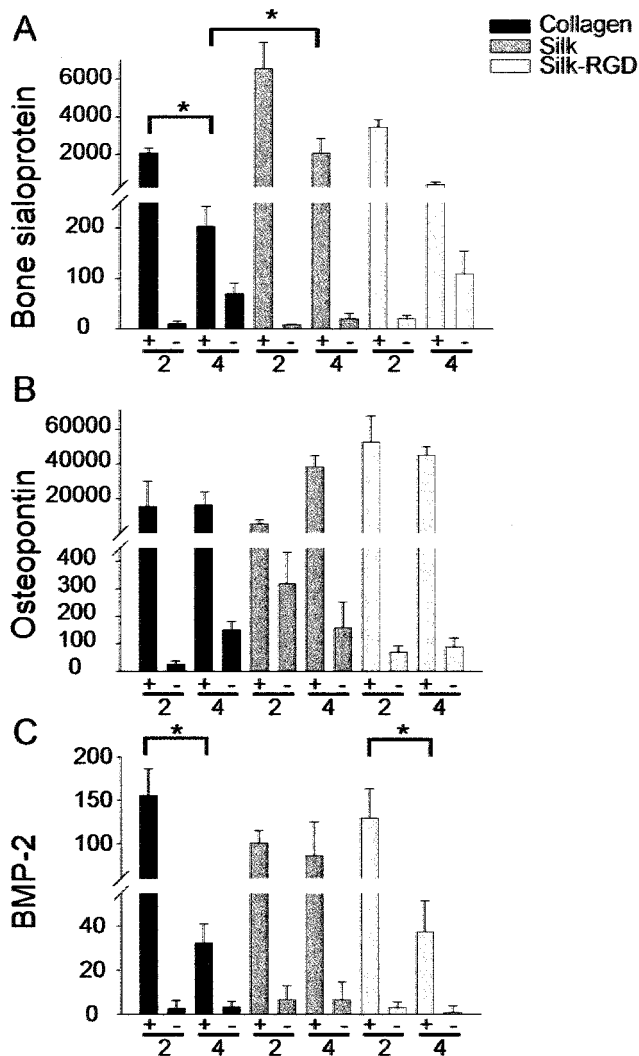 A
*
*
Collagen
Silk
Silk-RGD
Bone sialoprotein
6000
4000
2000
200
100
0
+ - + - + - + - + - + -
2 4 2 4 2 4
B
Osteopontin
60000
40000
20000
400
300
200
100
0
+ - + - + - + - + - + -
2 4 2 4 2 4
C
*
*
BMP-2
200
150
100
40
20
0
+ - + - + - + - + - + -
2 4 2 4 2 4